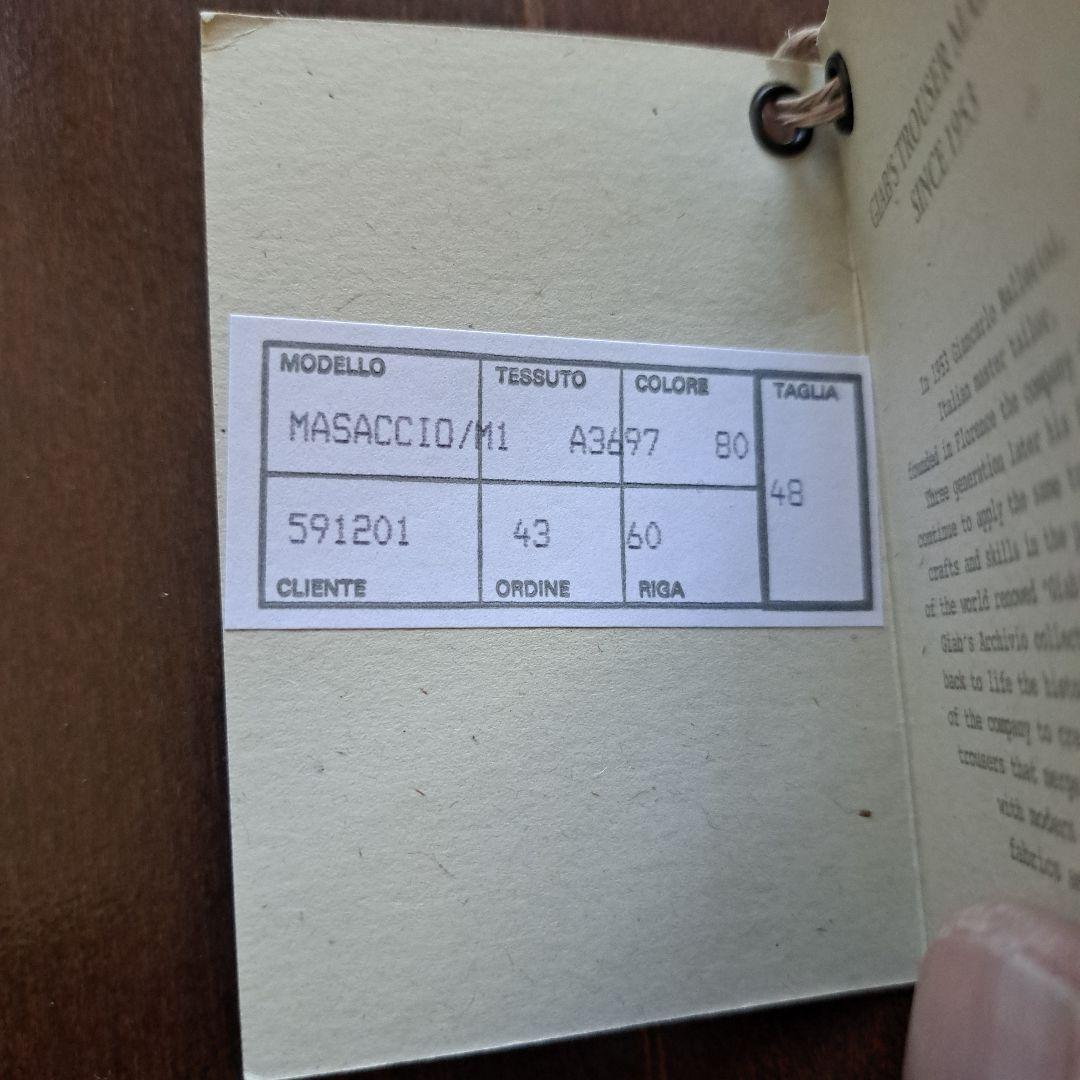 MODELLO TESSUTO COLORE TAGLIA
MASACCIO/M1 A3697 80
48
591201 43 60
CLIENTE ORDINE RIGA
GIAB'S TROUSER
SINCE 1953
In 1953 Giancarlo
Italian master tailor,
founded in Florence the company
Three generation later his
continue to apply the same
crafts and skills in the
of the world renowned
Giab's Archivio
back to life the
of the company to
trousers that
with modern
fabrics